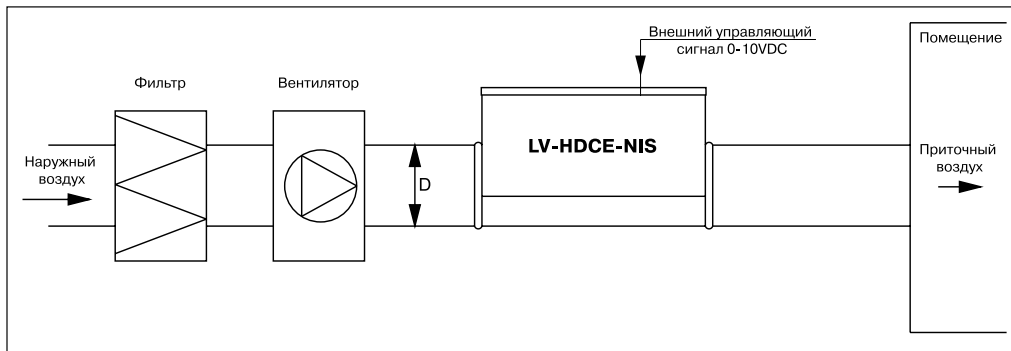 Внешний управляющий
сигнал 0-10VDC
Помещение
Фильтр
Вентилятор
LV-HDCE-NIS
Наружный
воздух
D
Приточный
воздух